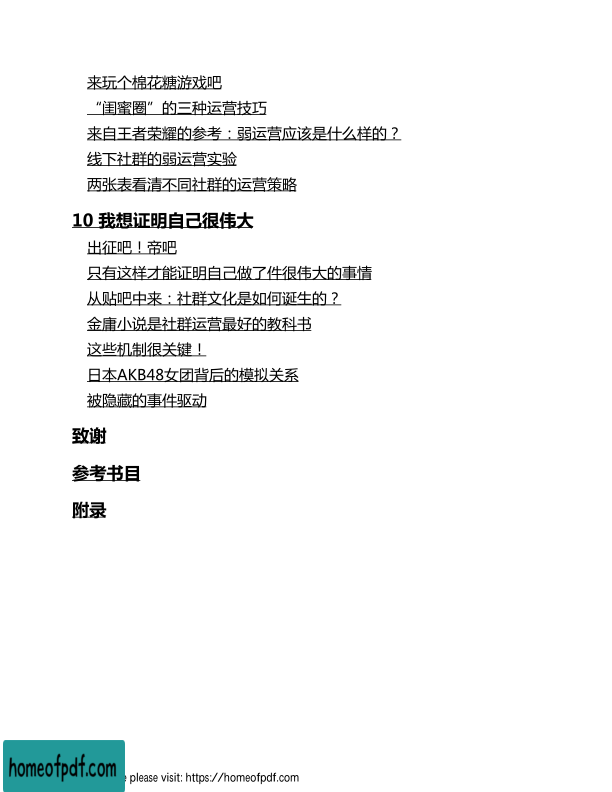 来玩个棉花糖游戏吧
“闺蜜圈”的三种运营技巧
来自王者荣耀的参考：弱运营应该是什么样的？
线下社群的弱运营实验
两张表看清不同社群的运营策略
10 我想证明自己很伟大
出征吧！帝吧
只有这样才能证明自己做了件很伟大的事情
从贴吧中来：社群文化是如何诞生的？
金庸小说是社群运营最好的教科书
这些机制很关键！
日本AKB48女团背后的模拟关系
被隐藏的事件驱动
致谢
参考书目
附录
homeofpdf.com
please visit: https://homeofpdf.com